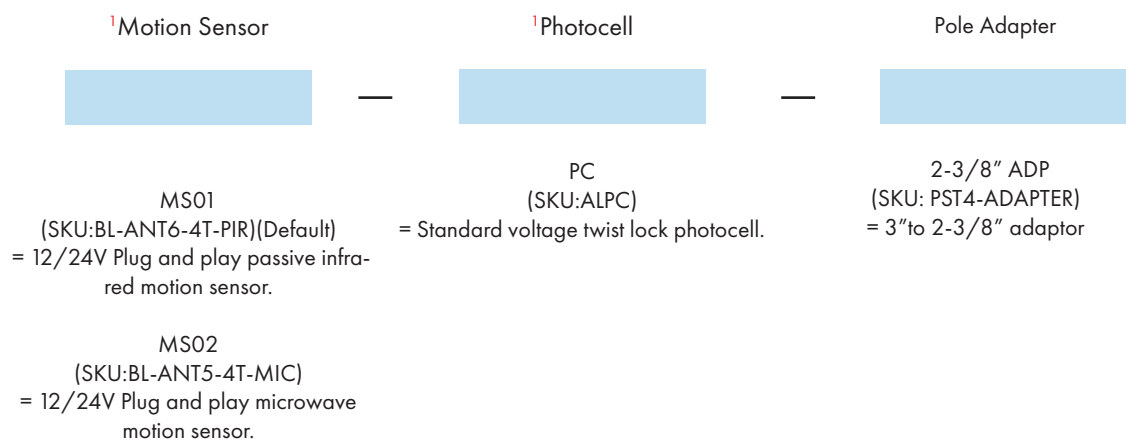 ¹Motion Sensor
¹Photocell
Pole Adapter
— —
MS01
(SKU:BL-ANT6-4T-PIR)(Default)
= 12/24V Plug and play passive infra-
red motion sensor.
MS02
(SKU:BL-ANT5-4T-MIC)
= 12/24V Plug and play microwave
motion sensor.
PC
(SKU:ALPC)
= Standard voltage twist lock photocell.
2-3/8” ADP
(SKU: PST4-ADAPTER)
= 3”to 2-3/8” adaptor